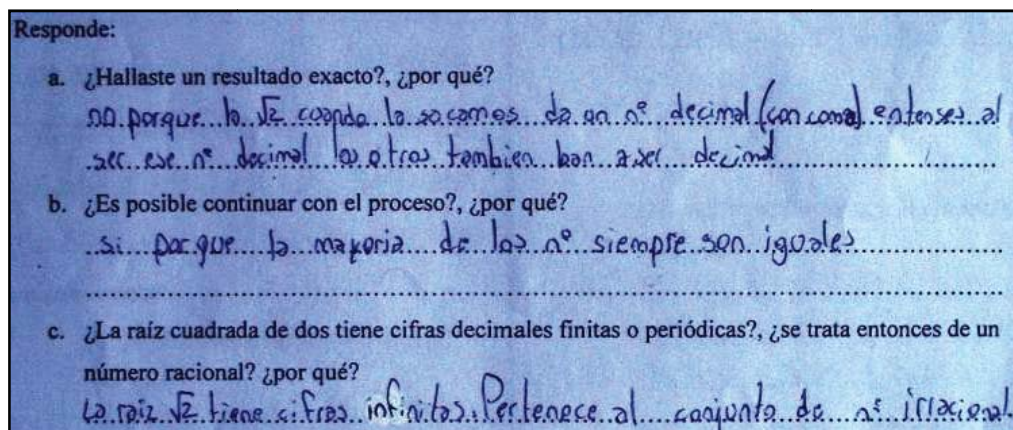 Responde:
a. ¿Hallaste un resultado exacto?, ¿por qué?
no porque la √2 cuando lo sacamos da un nº decimal (con coma) entonses al
ser ese nº decimal los otros tambien ban a ser decimal
b. ¿Es posible continuar con el proceso?, ¿por qué?
si porque la mayoria de los nº siempre son iguales
c. ¿La raíz cuadrada de dos tiene cifras decimales finitas o periódicas?, ¿se trata entonces de un
número racional? ¿por qué?
La raiz √2 tiene cifras infinitas. Pertenece al conjunto de nº irracional.